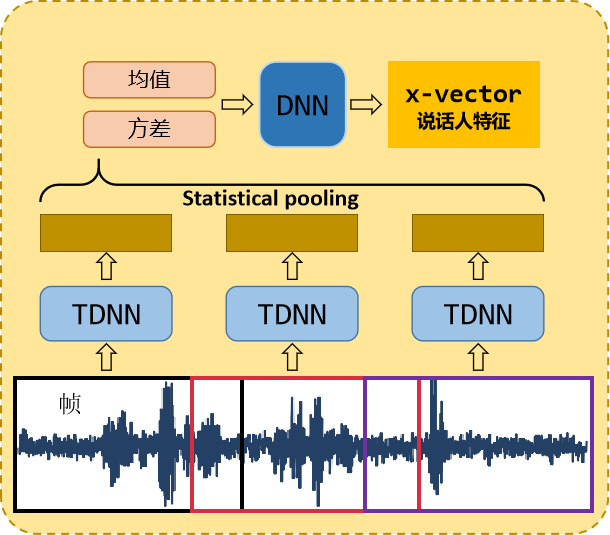 均值
方差
DNN
x-vector
说话人特征
Statistical pooling
TDNN
TDNN
TDNN
帧